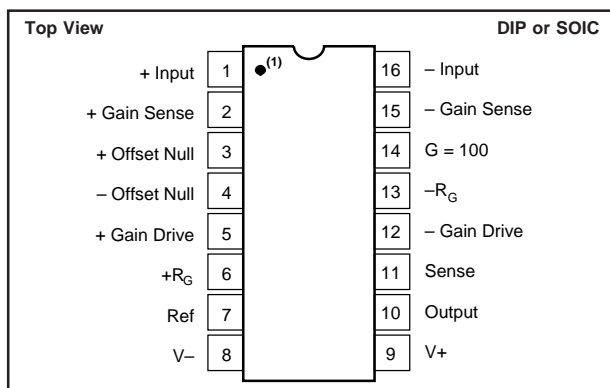 Top View DIP or SOIC
+ Input 1 (1) 16 – Input
+ Gain Sense 2 15 – Gain Sense
+ Offset Null 3 14 G = 100
– Offset Null 4 13 –RG
+ Gain Drive 5 12 – Gain Drive
+RG 6 11 Sense
Ref 7 10 Output
V– 8 9 V+